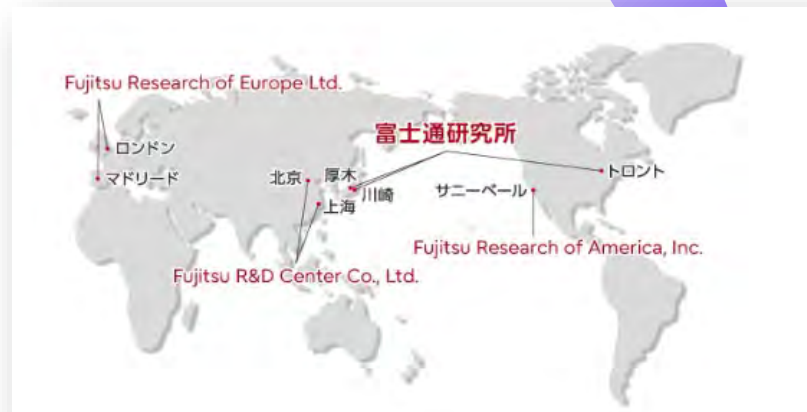 Fujitsu Research of Europe Ltd.
富士通研究所
ロンドン
マドリード
北京
厚木
川崎
上海
サニーベール
トロント
Fujitsu Research of America, Inc.
Fujitsu R&D Center Co., Ltd.